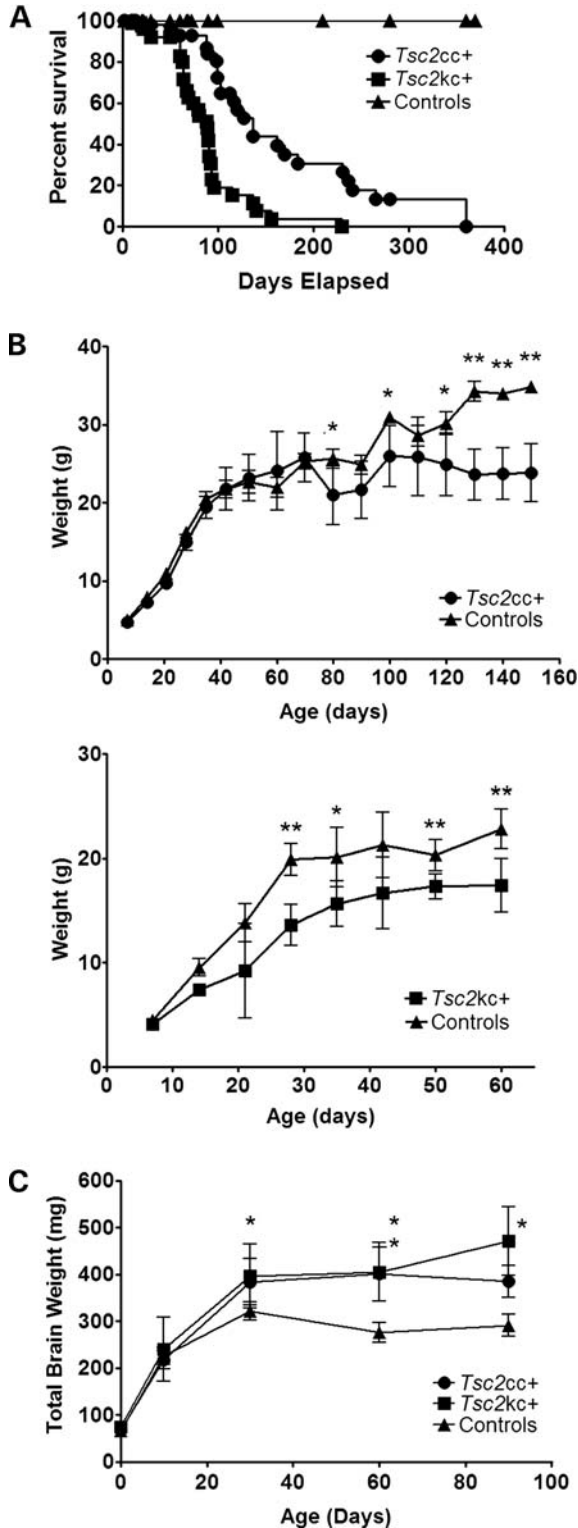 A
Percent survival
100
80
60
40
20
0
Tsc2cc+
Tsc2kc+
Controls
0 100 200 300 400
Days Elapsed
B
Weight (g)
40
30
20
10
0
* * * ** ** **
Tsc2cc+
Controls
0 20 40 60 80 100 120 140 160
Age (days)
Weight (g)
30
20
10
0
** * ** **
Tsc2kc+
Controls
0 10 20 30 40 50 60
Age (days)
C
Total Brain Weight (mg)
600
500
400
300
200
100
0
* * *
*
Tsc2cc+
Tsc2kc+
Controls
0 20 40 60 80 100
Age (Days)